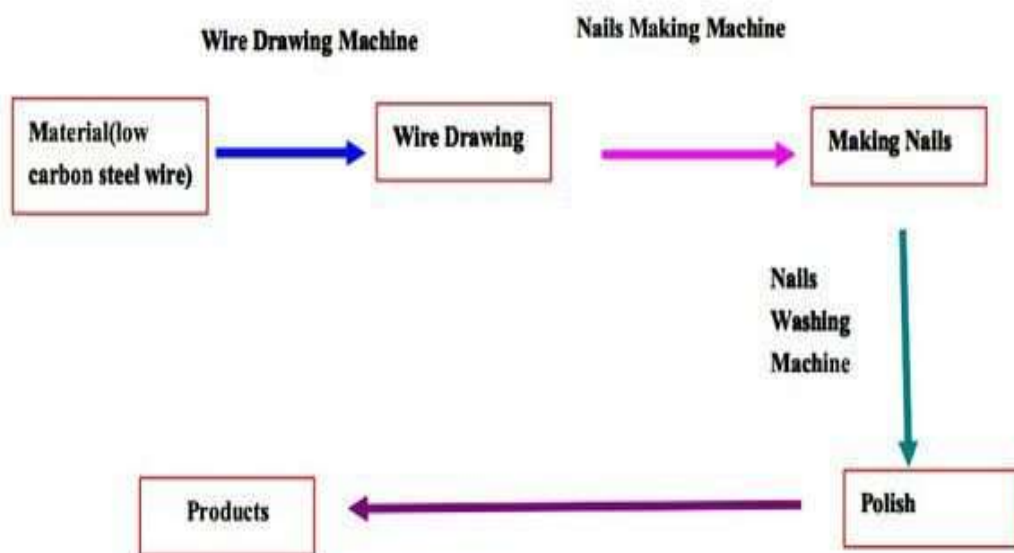 Wire Drawing Machine
Nails Making Machine
Material(low
carbon steel wire)
Wire Drawing
Making Nails
Nails
Washing
Machine
Polish
Products